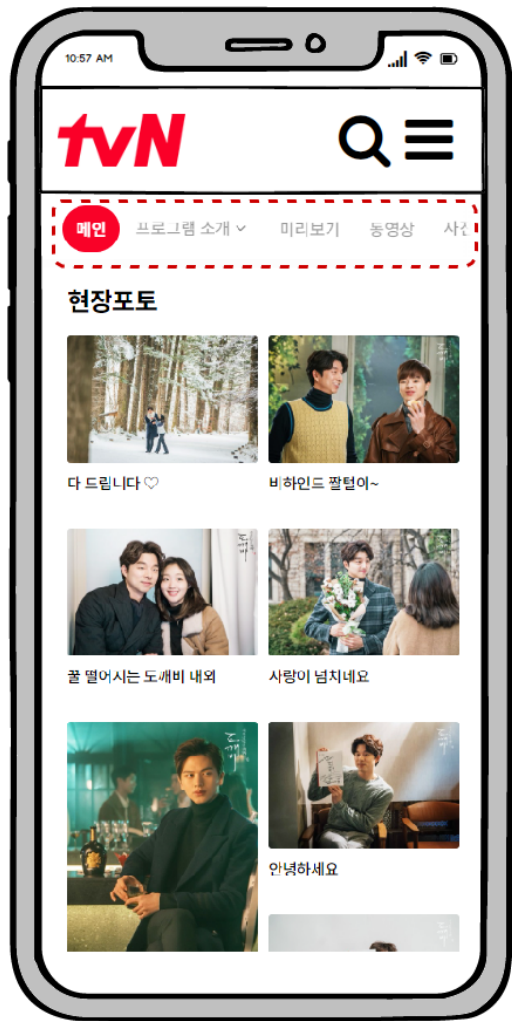 10:57 AM
tvN
메인 프로그램 소개 미리보기 동영상
현장포토
다 드립니다 ♡
비하인드 짤털이~
꿀 떨어지는 도깨비 내외
사랑이 넘치네요
도깨비
안녕하세요